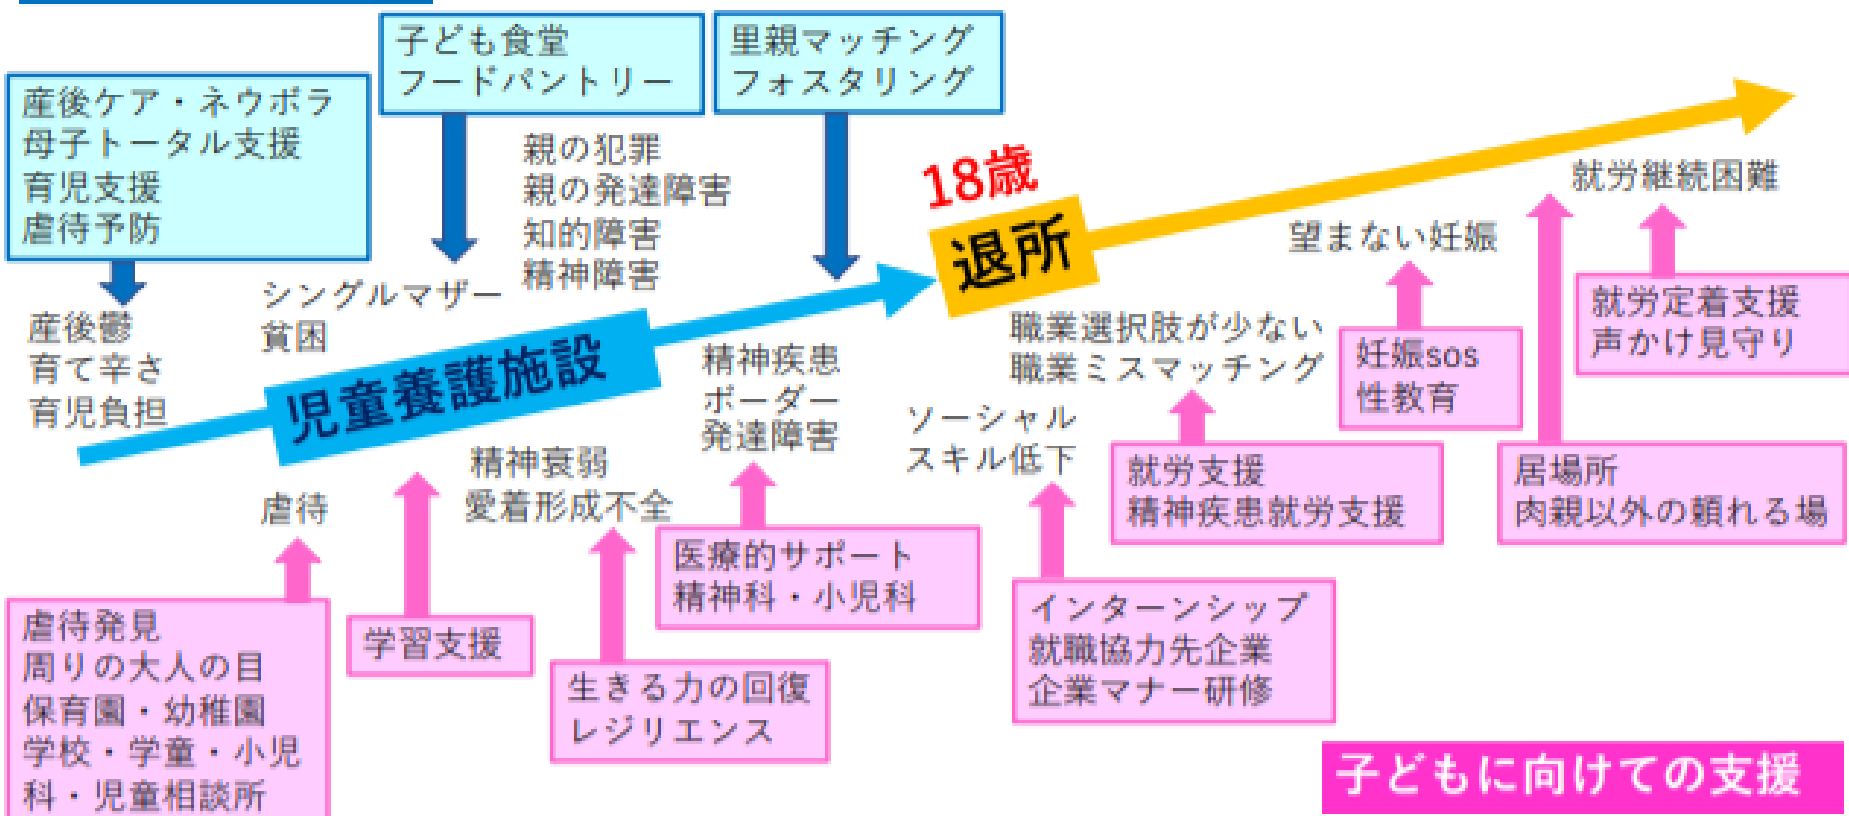 子ども食堂
フードパントリー
里親マッチング
フォスタリング
産後ケア・ネウボラ
母子トータル支援
育児支援
虐待予防
親の犯罪
親の発達障害
知的障害
精神障害
18歳
退所
就労継続困難
望まない妊娠
シングルマザー
貧困
産後鬱
育て辛さ
育児負担
児童養護施設
精神疾患
ボーダー
発達障害
職業選択肢が少ない
職業ミスマッチング
就労定着支援
声かけ見守り
妊娠sos
性教育
ソーシャル
スキル低下
精神衰弱
愛着形成不全
虐待
就労支援
精神疾患就労支援
居場所
肉親以外の頼れる場
医療的サポート
精神科・小児科
インターンシップ
就職協力先企業
企業マナー研修
学習支援
生きる力の回復
レジリエンス
虐待発見
周りの大人の目
保育園・幼稚園
学校・学童・小児
科・児童相談所
子どもに向けての支援